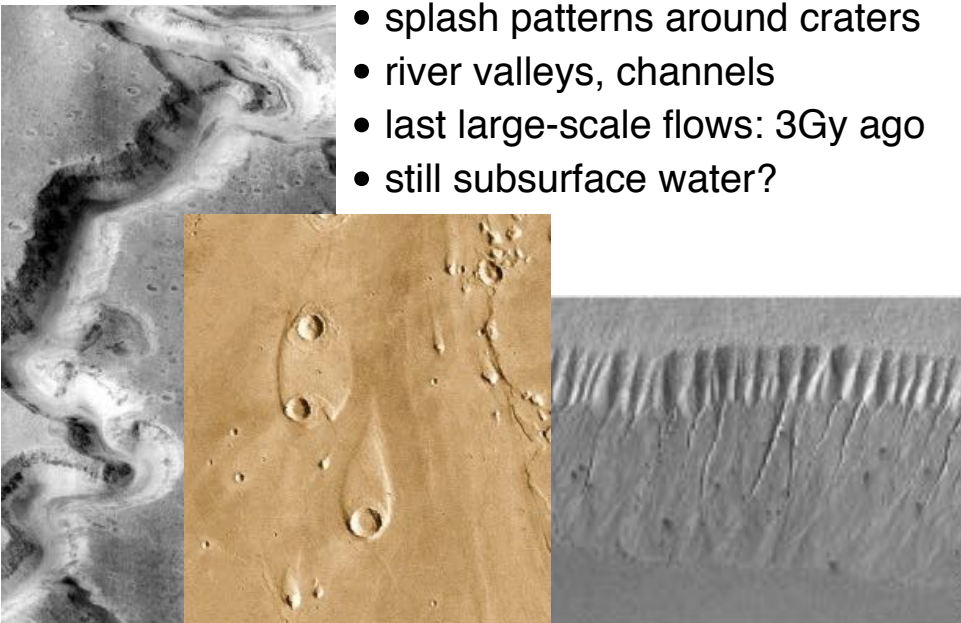 • splash patterns around craters
• river valleys, channels
• last large-scale flows: 3Gy ago
• still subsurface water?